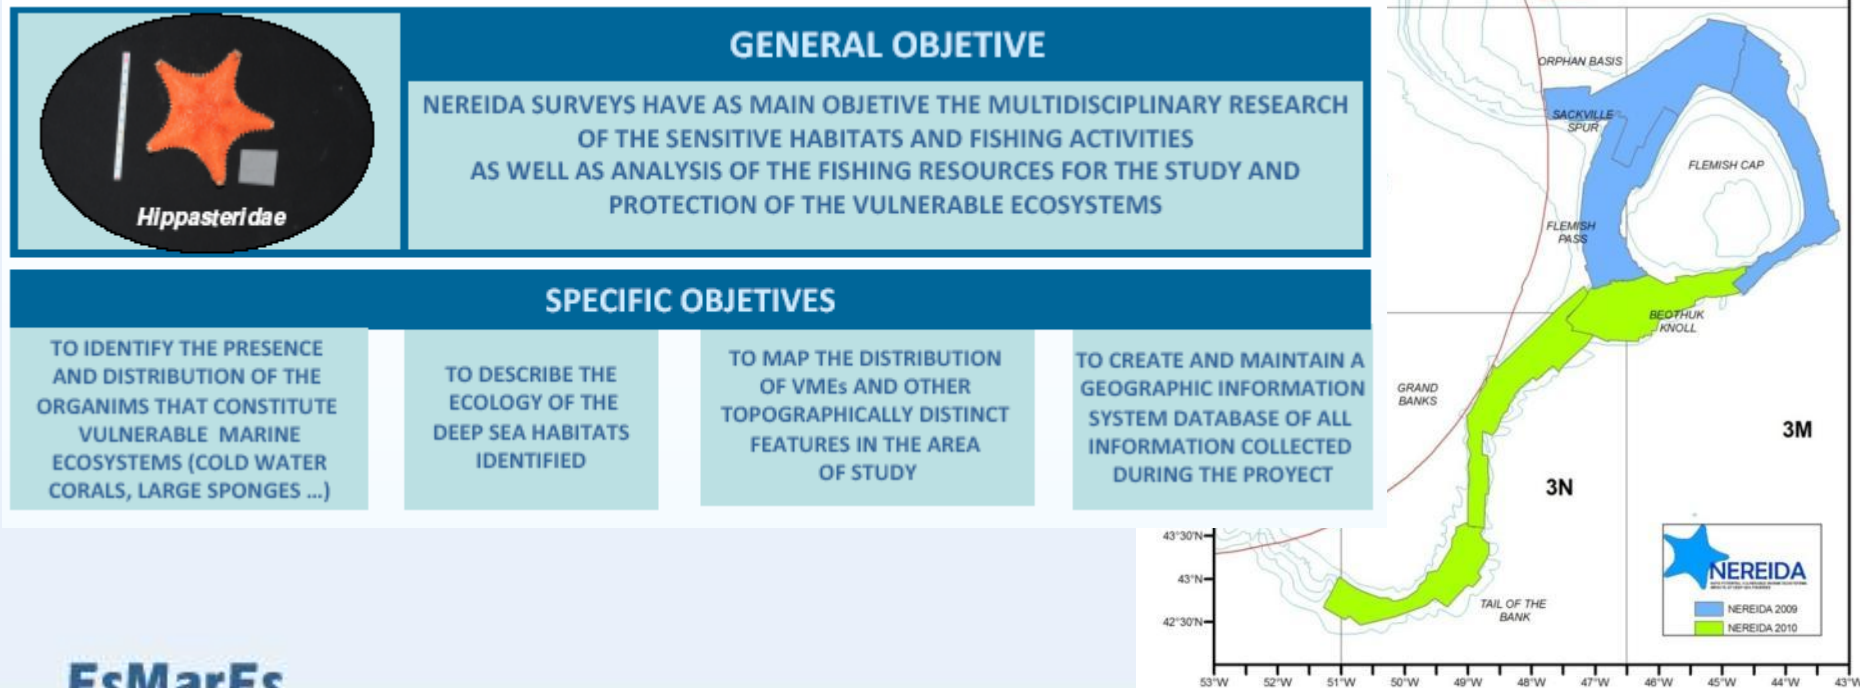 Hippasteridae
GENERAL OBJETIVE
NEREIDA SURVEYS HAVE AS MAIN OBJETIVE THE MULTIDISCIPLINARY RESEARCH
OF THE SENSITIVE HABITATS AND FISHING ACTIVITIES
AS WELL AS ANALYSIS OF THE FISHING RESOURCES FOR THE STUDY AND
PROTECTION OF THE VULNERABLE ECOSYSTEMS
SPECIFIC OBJETIVES
TO IDENTIFY THE PRESENCE
AND DISTRIBUTION OF THE
ORGANIMS THAT CONSTITUTE
VULNERABLE MARINE
ECOSYSTEMS (COLD WATER
CORALS, LARGE SPONGES ...)
TO DESCRIBE THE
ECOLOGY OF THE
DEEP SEA HABITATS
IDENTIFIED
TO MAP THE DISTRIBUTION
OF VMEs AND OTHER
TOPOGRAPHICALLY DISTINCT
FEATURES IN THE AREA
OF STUDY
TO CREATE AND MAINTAIN A
GEOGRAPHIC INFORMATION
SYSTEM DATABASE OF ALL
INFORMATION COLLECTED
DURING THE PROYECT
ORPHAN BASIS
SACKVILLE
SPUR
FLEMISH CAP
FLEMISH
PASS
BEOTHUK
KNOLL
GRAND
BANKS
3M
3N
TAIL OF THE
BANK
NEREIDA
NEREIDA 2009
NEREIDA 2010
43°30'N
43°N
42°30'N
53°W 52°W 51°W 50°W 49°W 48°W 47°W 46°W 45°W 44°W 43°W
EsMarEs